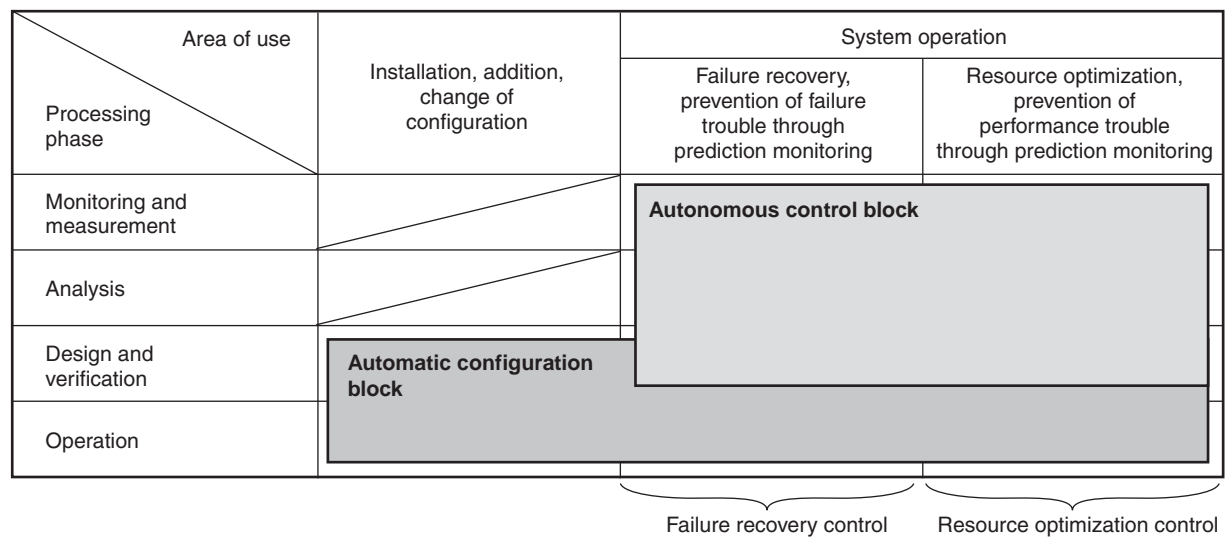 Area of use
Processing
phase
Installation, addition,
change of
configuration
System operation
Failure recovery,
prevention of failure
trouble through
prediction monitoring
Resource optimization,
prevention of
performance trouble
through prediction monitoring
Monitoring and
measurement
Autonomous control block
Analysis
Design and
verification
Automatic configuration
block
Operation
Failure recovery control
Resource optimization control